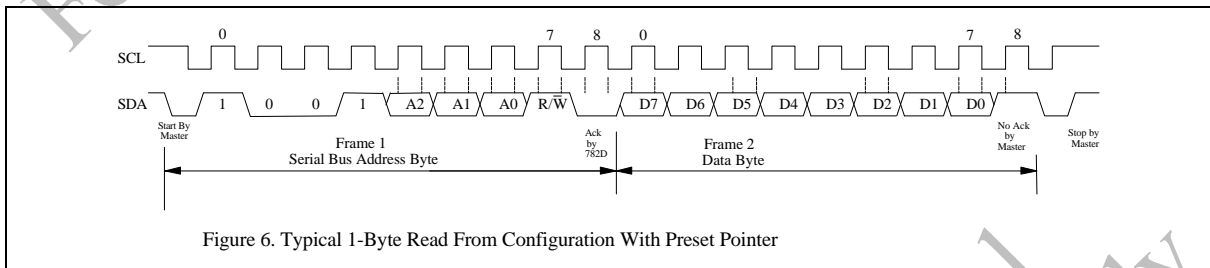 0 7 8 0 7 8
SCL
SDA 1 0 0 1 A2 A1 A0 R/W̅ D7 D6 D5 D4 D3 D2 D1 D0
Start By
Master
Ack
by
782D
No Ack
by
Master
Stop by
Master
Frame 1
Serial Bus Address Byte
Frame 2
Data Byte
Figure 6. Typical 1-Byte Read From Configuration With Preset Pointer